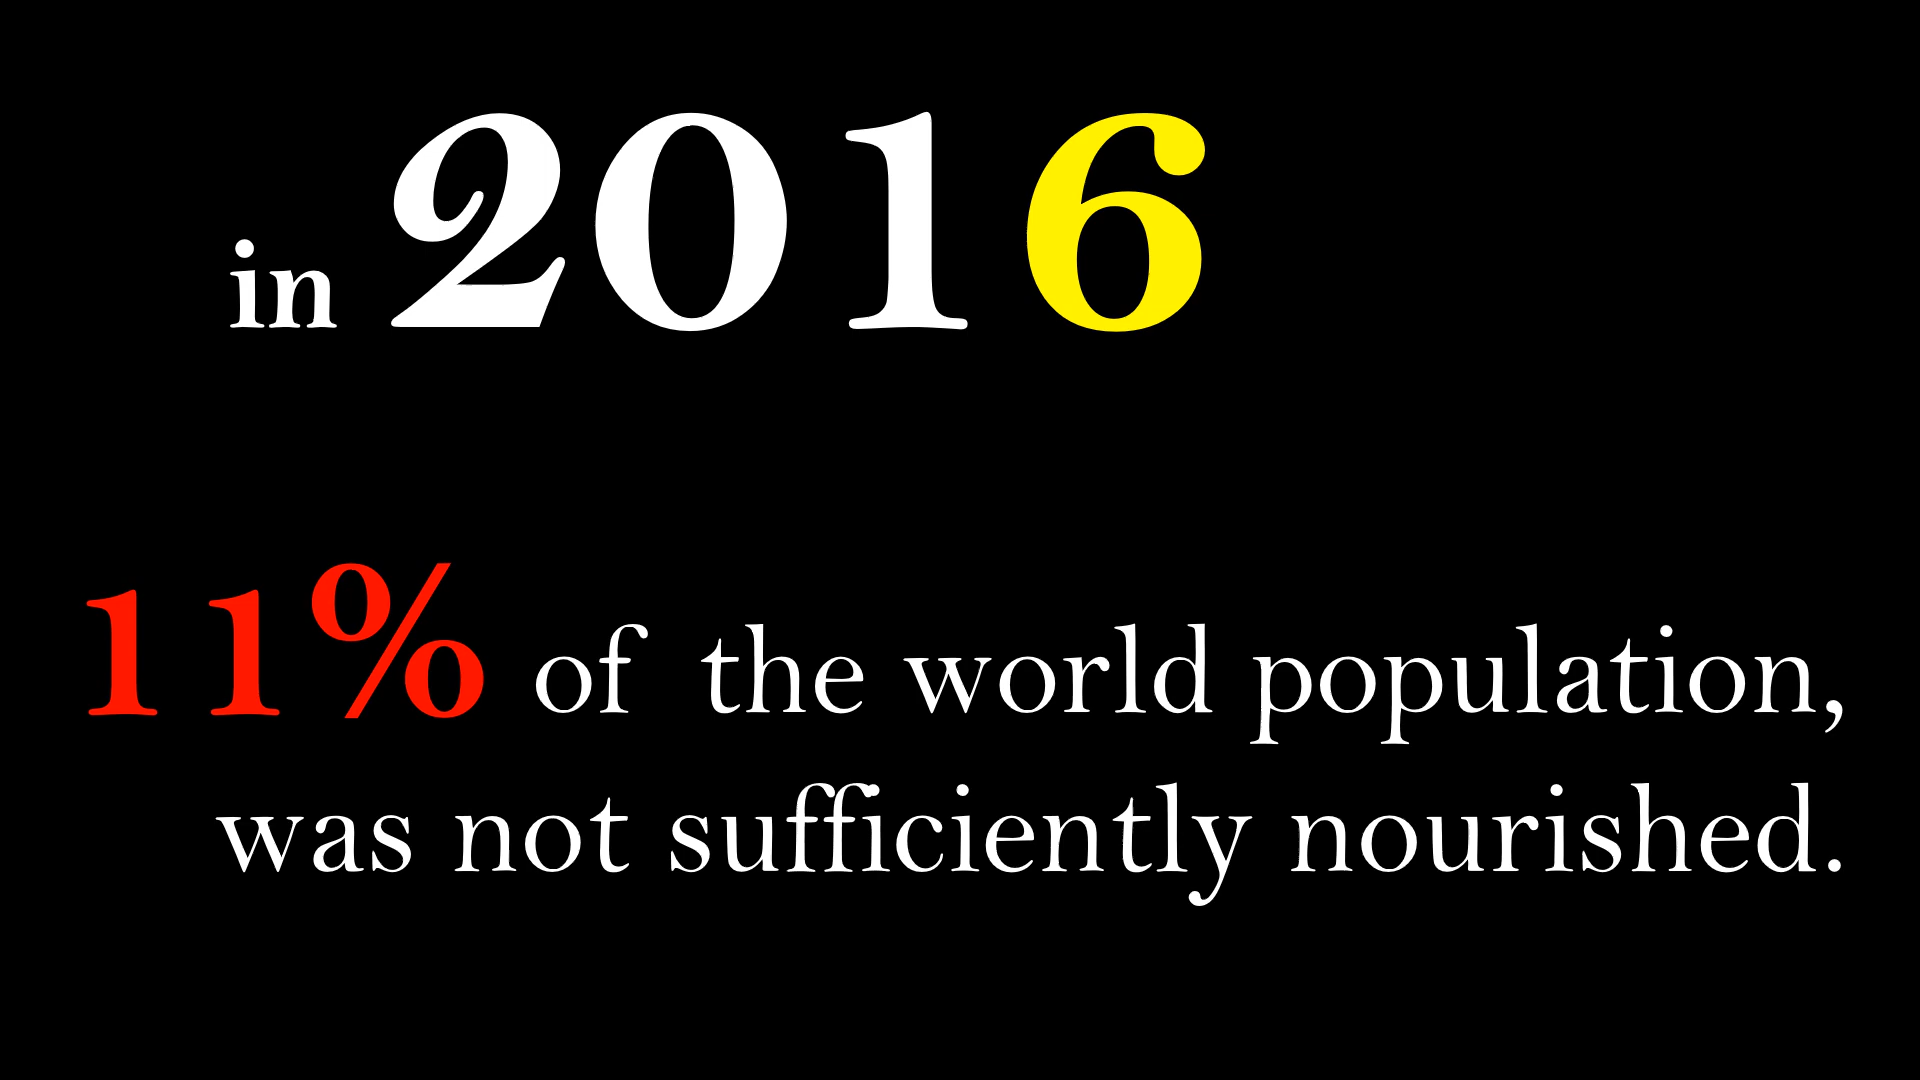 in 2016
11% of the world population,
was not sufficiently nourished.